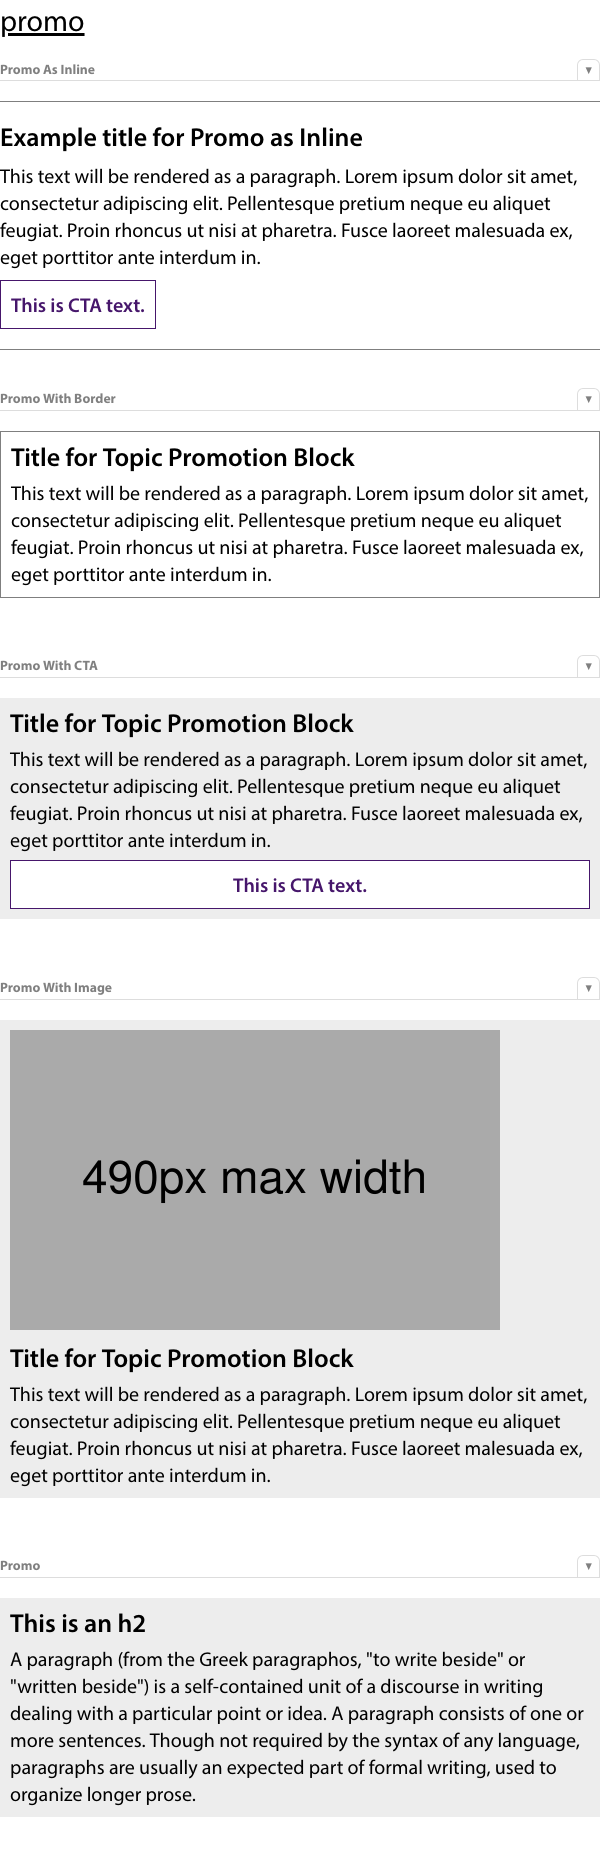 promo
Promo As Inline
▼
Example title for Promo as Inline
This text will be rendered as a paragraph. Lorem ipsum dolor sit amet,
consectetur adipiscing elit. Pellentesque pretium neque eu aliquet
feugiat. Proin rhoncus ut nisi at pharetra. Fusce laoreet malesuada ex,
eget porttitor ante interdum in.
This is CTA text.
Promo With Border
▼
Title for Topic Promotion Block
This text will be rendered as a paragraph. Lorem ipsum dolor sit amet,
consectetur adipiscing elit. Pellentesque pretium neque eu aliquet
feugiat. Proin rhoncus ut nisi at pharetra. Fusce laoreet malesuada ex,
eget porttitor ante interdum in.
Promo With CTA
▼
Title for Topic Promotion Block
This text will be rendered as a paragraph. Lorem ipsum dolor sit amet,
consectetur adipiscing elit. Pellentesque pretium neque eu aliquet
feugiat. Proin rhoncus ut nisi at pharetra. Fusce laoreet malesuada ex,
eget porttitor ante interdum in.
This is CTA text.
Promo With Image
▼
490px max width
Title for Topic Promotion Block
This text will be rendered as a paragraph. Lorem ipsum dolor sit amet,
consectetur adipiscing elit. Pellentesque pretium neque eu aliquet
feugiat. Proin rhoncus ut nisi at pharetra. Fusce laoreet malesuada ex,
eget porttitor ante interdum in.
Promo
▼
This is an h2
A paragraph (from the Greek paragraphos, "to write beside" or
"written beside") is a self-contained unit of a discourse in writing
dealing with a particular point or idea. A paragraph consists of one or
more sentences. Though not required by the syntax of any language,
paragraphs are usually an expected part of formal writing, used to
organize longer prose.